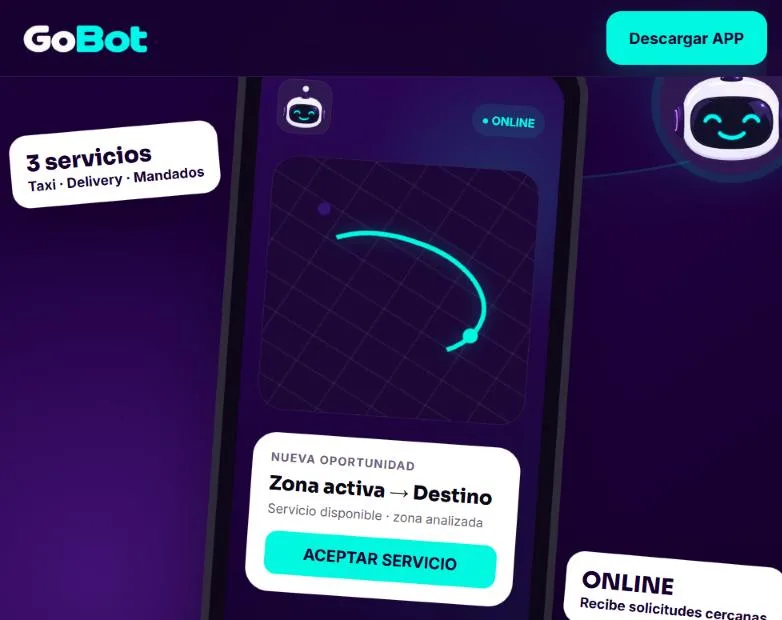 GoBot
Descargar APP
3 servicios
Taxi · Delivery · Mandados
ONLINE
NUEVA OPORTUNIDAD
Zona activa → Destino
Servicio disponible · zona analizada
ACEPTAR SERVICIO
ONLINE
Recibe solicitudes cercanas